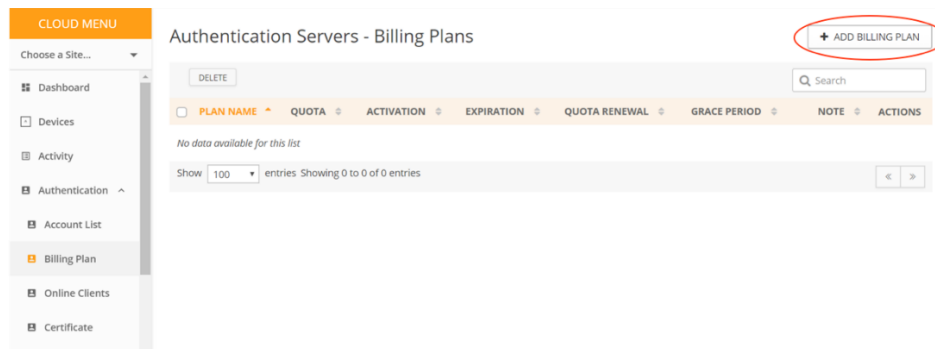 CLOUD MENU
Choose a Site...
Dashboard
Devices
Activity
Authentication
Account List
Billing Plan
Online Clients
Certificate
Authentication Servers - Billing Plans
+ ADD BILLING PLAN
DELETE
Search
PLAN NAME QUOTA ACTIVATION EXPIRATION QUOTA RENEWAL GRACE PERIOD NOTE ACTIONS
No data available for this list
Show 100 entries Showing 0 to 0 of 0 entries
« »